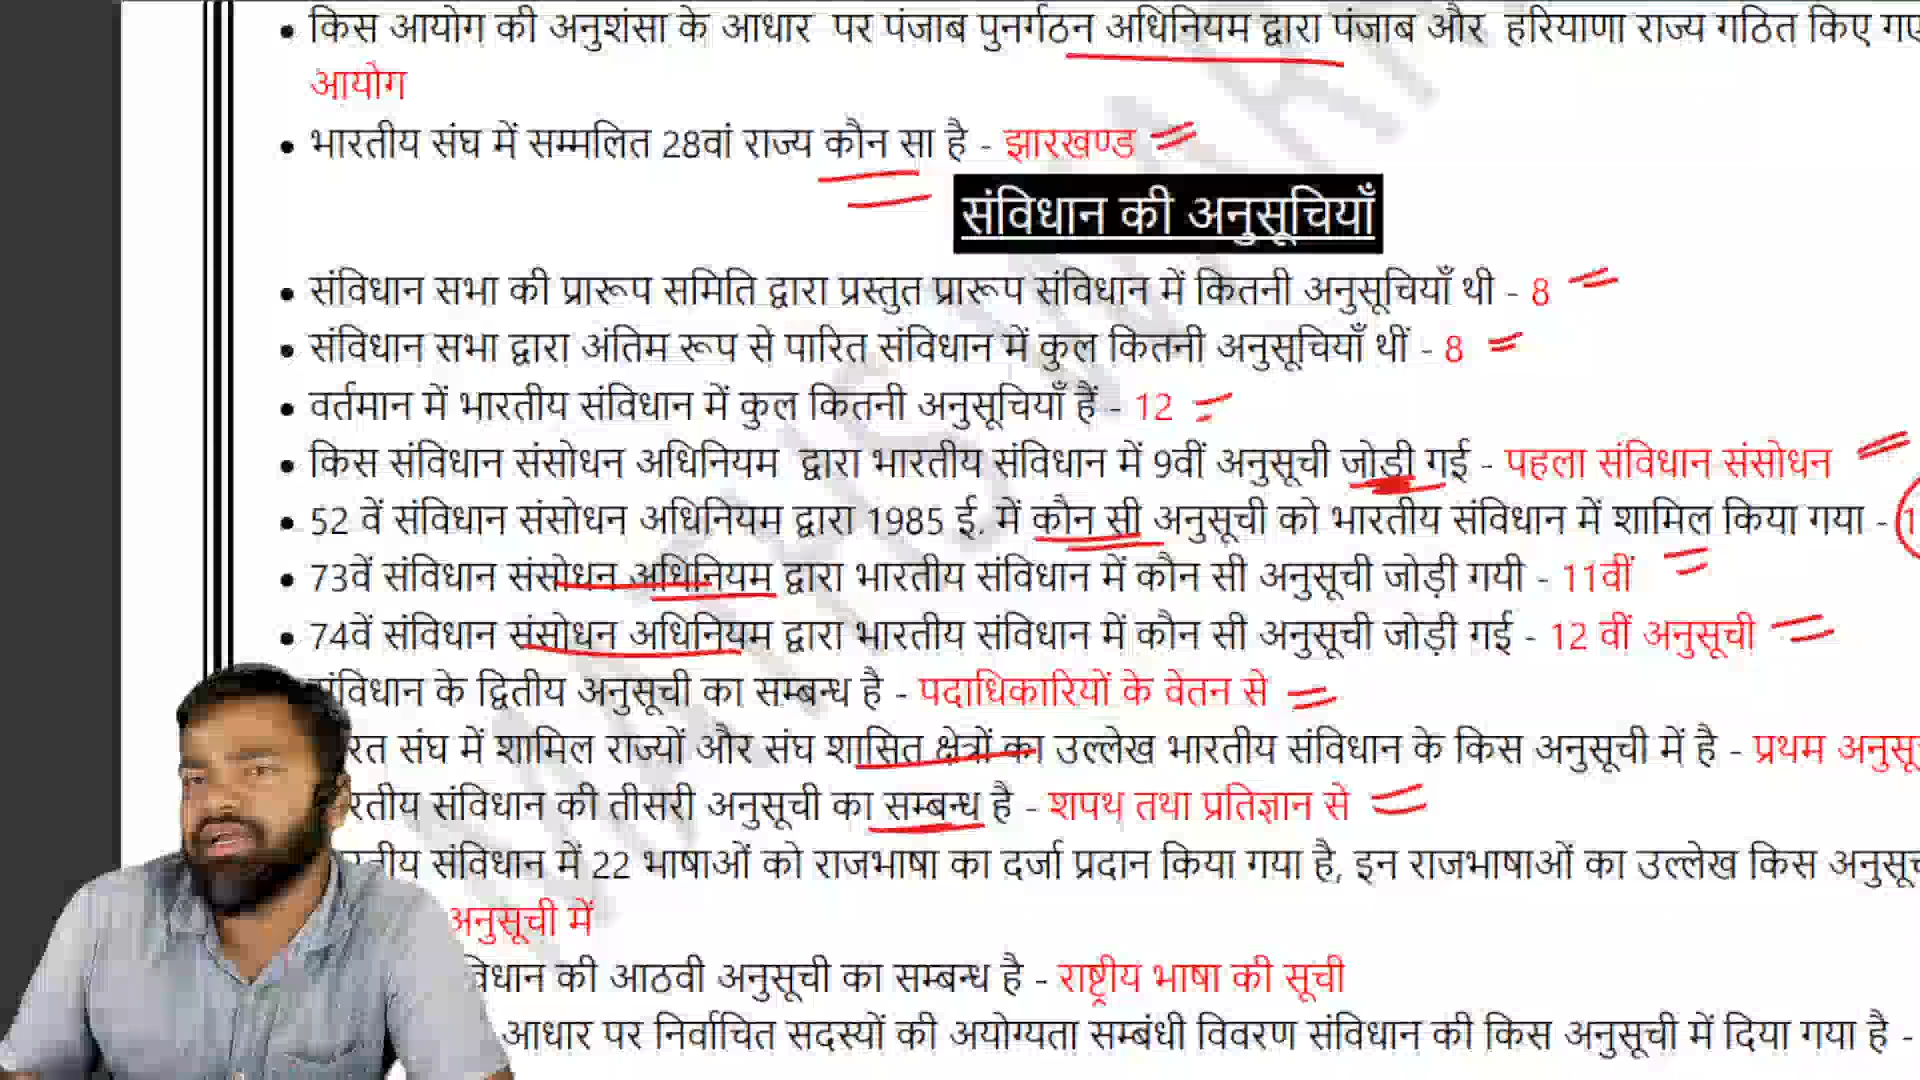 • किस आयोग की अनुशंसा के आधार पर पंजाब पुनर्गठन अधिनियम द्वारा पंजाब और हरियाणा राज्य गठित किए
आयोग
• भारतीय संघ में सम्मलित 28वां राज्य कौन सा है - झारखण्ड
संविधान की अनुसूचियाँ
• संविधान सभा की प्रारूप समिति द्वारा प्रस्तुत प्रारूप संविधान में कितनी अनुसूचियाँ थी - 8
• संविधान सभा द्वारा अंतिम रूप से पारित संविधान में कुल कितनी अनुसूचियाँ थीं - 8
• वर्तमान में भारतीय संविधान में कुल कितनी अनुसूचियाँ हैं - 12
• किस संविधान संसोधन अधिनियम द्वारा भारतीय संविधान में 9वीं अनुसूची जोड़ी गई - पहला संविधान संसोधन
• 52 वें संविधान संसोधन अधिनियम द्वारा 1985 ई. में कौन सी अनुसूची को भारतीय संविधान में शामिल किया गया -
• 73वें संविधान संसोधन अधिनियम द्वारा भारतीय संविधान में कौन सी अनुसूची जोड़ी गयी - 11वीं
• 74वें संविधान संसोधन अधिनियम द्वारा भारतीय संविधान में कौन सी अनुसूची जोड़ी गई - 12 वीं अनुसूची
संविधान के द्वितीय अनुसूची का सम्बन्ध है - पदाधिकारियों के वेतन से
रत संघ में शामिल राज्यों और संघ शासित क्षेत्रों का उल्लेख भारतीय संविधान के किस अनुसूची में है - प्रथम अनुसू
रतीय संविधान की तीसरी अनुसूची का सम्बन्ध है - शपथ तथा प्रतिज्ञान से
तीय संविधान में 22 भाषाओं को राजभाषा का दर्जा प्रदान किया गया है, इन राजभाषाओं का उल्लेख किस अनुसू
अनुसूची में
विधान की आठवी अनुसूची का सम्बन्ध है - राष्ट्रीय भाषा की सूची
आधार पर निर्वाचित सदस्यों की अयोग्यता सम्बंधी विवरण संविधान की किस अनुसूची में दिया गया है -